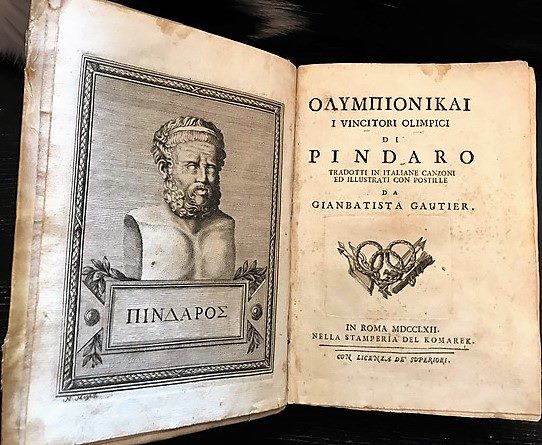 ΠΙΝΔΑΡΟΣ
ΟΛΥΜΠΙΟΝΙΚΑΙ
I VINCITORI OLIMPICI
DI
PINDARO
TRADOTTI IN ITALIANE CANZONI
ED ILLUSTRATI CON POSTILLE
DA
GIANBATISTA GAUTIER.
IN ROMA MDCCLXII.
NELLA STAMPERIA DEL KOMAREK.
CON LICENZA DE' SUPERIORI.